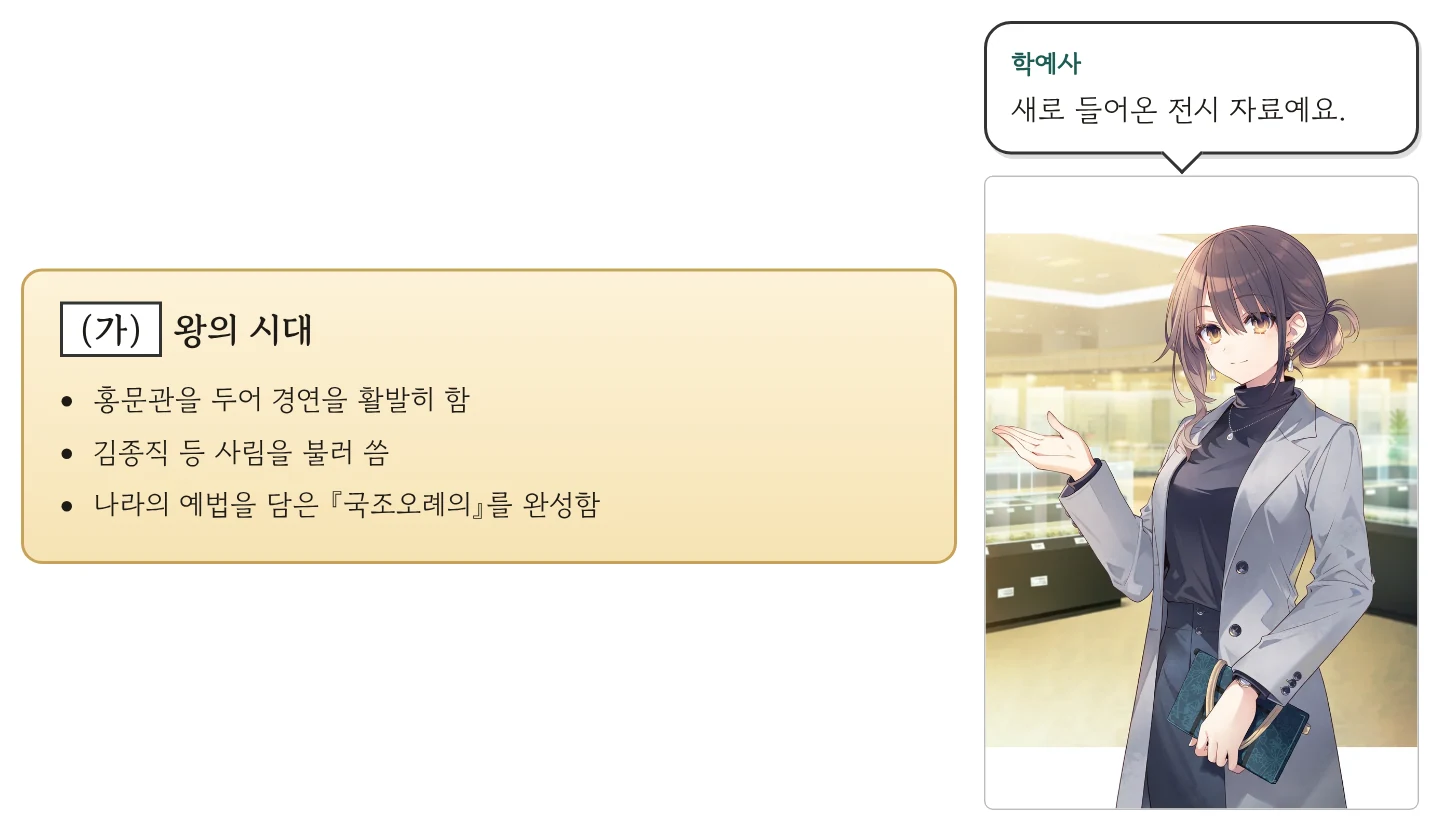 학예사
새로 들어온 전시 자료예요.
(가) 왕의 시대
• 홍문관을 두어 경연을 활발히 함
• 김종직 등 사림을 불러 씀
• 나라의 예법을 담은 『국조오례의』를 완성함